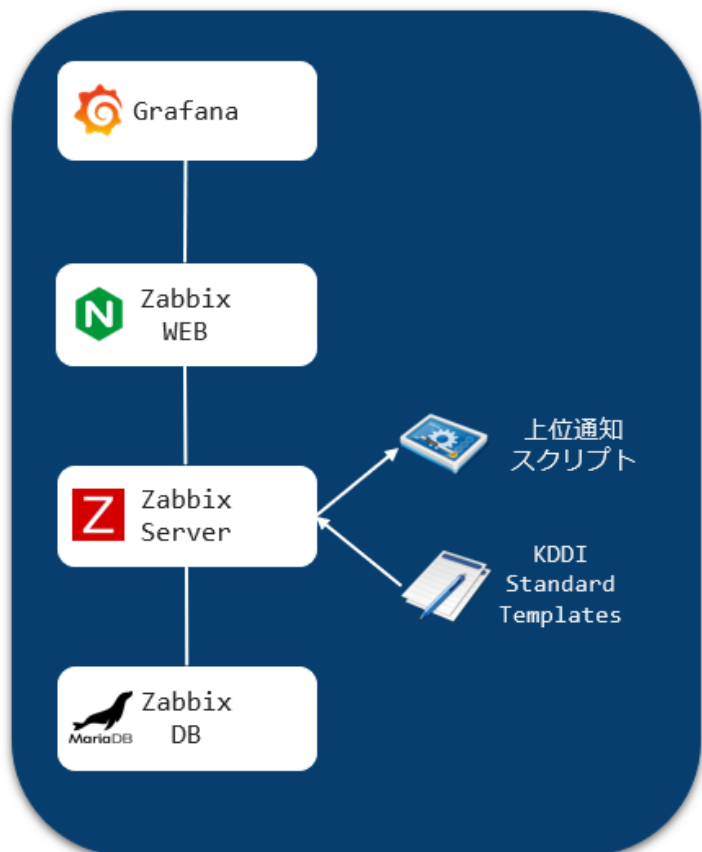 Grafana
Zabbix
WEB
上位通知
スクリプト
Zabbix
Server
KDDI
Standard
Templates
Zabbix
DB
MariaDB